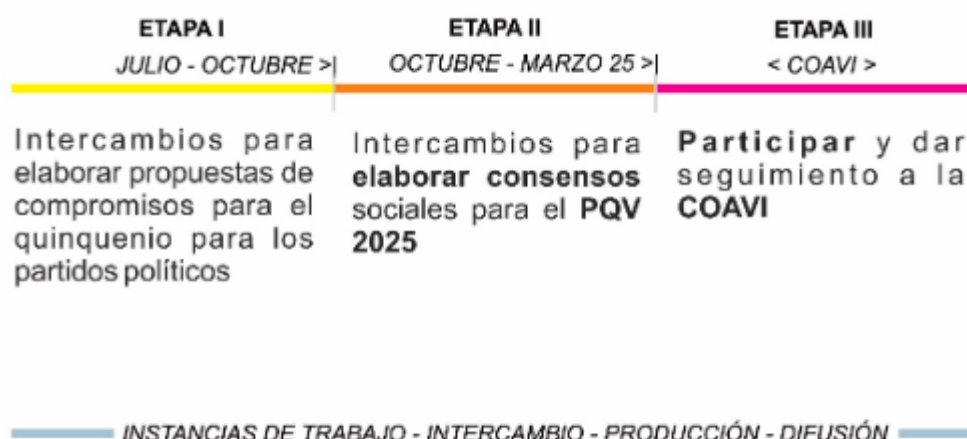 ETAPA I
JULIO - OCTUBRE >|
Intercambios para
elaborar propuestas de
compromisos para el
quinquenio para los
partidos políticos
ETAPA II
OCTUBRE - MARZO 25 >|
Intercambios para
elaborar consensos
sociales para el PQV
2025
ETAPA III
< COAVI >
Participar y dar
seguimiento a la
COAVI
INSTANCIAS DE TRABAJO - INTERCAMBIO - PRODUCCIÓN - DIFUSIÓN